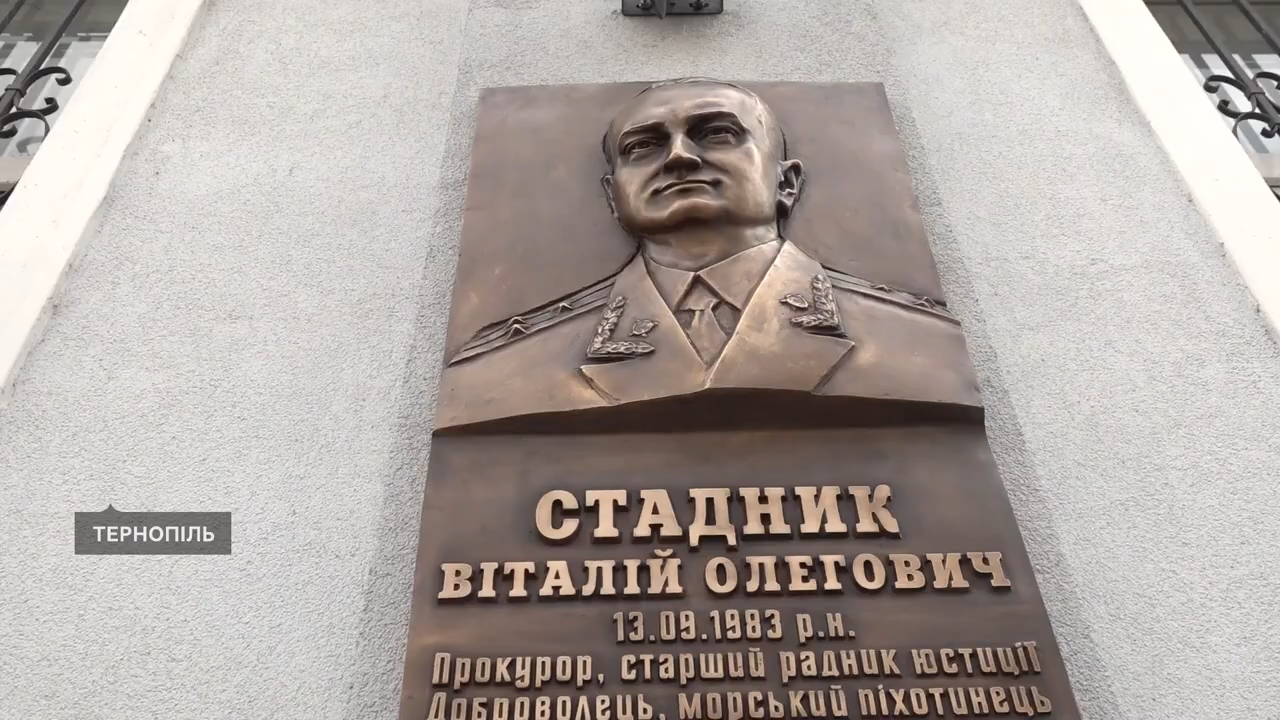 СТАДНИК
ВІТАЛІЙ ОЛЕГОВИЧ
13.09.1983 р.н.
Прокурор, старший радник юстиції
Доброволець, морський піхотинець
ТЕРНОПІЛЬ